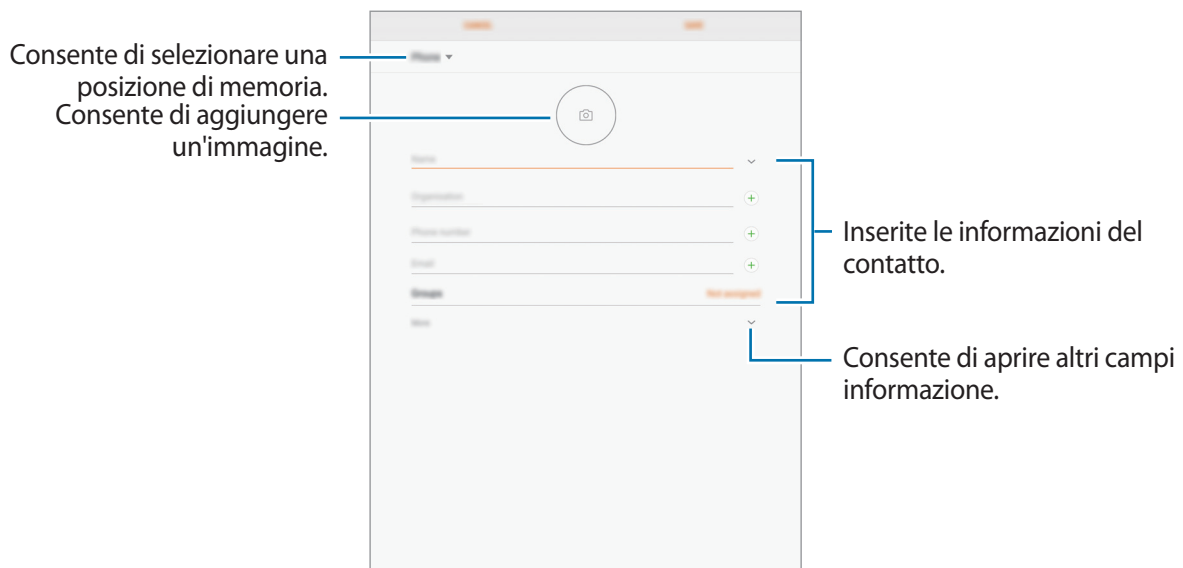 Consente di selezionare una
posizione di memoria.
Consente di aggiungere
un'immagine.
Phone
Name
Organization
Phone number
Email
Groups
Not assigned
More
Inserite le informazioni del
contatto.
Consente di aprire altri campi
informazione.